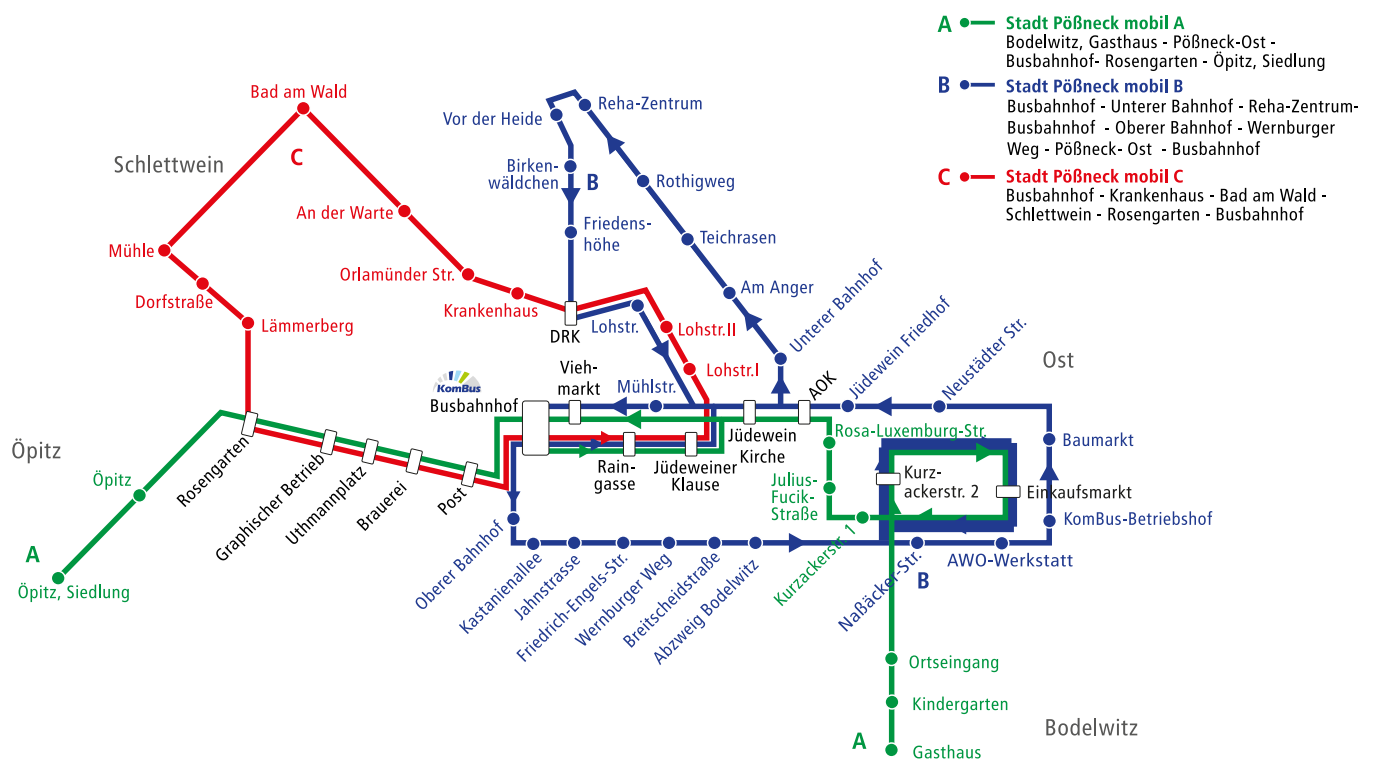 A
Stadt Pößneck mobil A
Bodelwitz, Gasthaus - Pößneck-Ost -
Busbahnhof- Rosengarten - Öpitz, Siedlung
B
Stadt Pößneck mobil B
Busbahnhof - Unterer Bahnhof - Reha-Zentrum-
Busbahnhof - Oberer Bahnhof - Wernburger
Weg - Pößneck- Ost - Busbahnhof
C
Stadt Pößneck mobil C
Busbahnhof - Krankenhaus - Bad am Wald -
Schlettwein - Rosengarten - Busbahnhof
Bad am Wald
C
Schlettwein
An der Warte
Mühle
Orlamünder Str.
Dorfstraße
Krankenhaus
Lämmerberg
Reha-Zentrum
Vor der Heide
Birken-
wäldchen
B
Rothigweg
Friedens-
höhe
Teichrasen
Am Anger
Unterer Bahnhof
DRK
Lohstr.
Lohstr.II
Lohstr.I
Vieh-
markt
Mühlstr.
KomBus
Busbahnhof
AOK
Jüdewein Friedhof
Neustädter Str.
Ost
Öpitz
Öpitz
A
Öpitz, Siedlung
Rosengarten
Graphischer Betrieb
Uthmannplatz
Brauerei
Post
Rain-
gasse
Jüdeweiner
Klause
Jüdewein
Kirche
Rosa-Luxemburg-Str.
Julius-
Fucik-
Straße
Kurzackerstr. 1
Kurz-
ackerstr. 2
Einkaufsmarkt
Baumarkt
KomBus-Betriebshof
Oberer Bahnhof
Kastanienallee
Jahnstrasse
Friedrich-Engels-Str.
Wernburger Weg
Breitscheidstraße
Abzweig Bodelwitz
Naßäcker-Str.
B
AWO-Werkstatt
Ortseingang
Kindergarten
A
Gasthaus
Bodelwitz